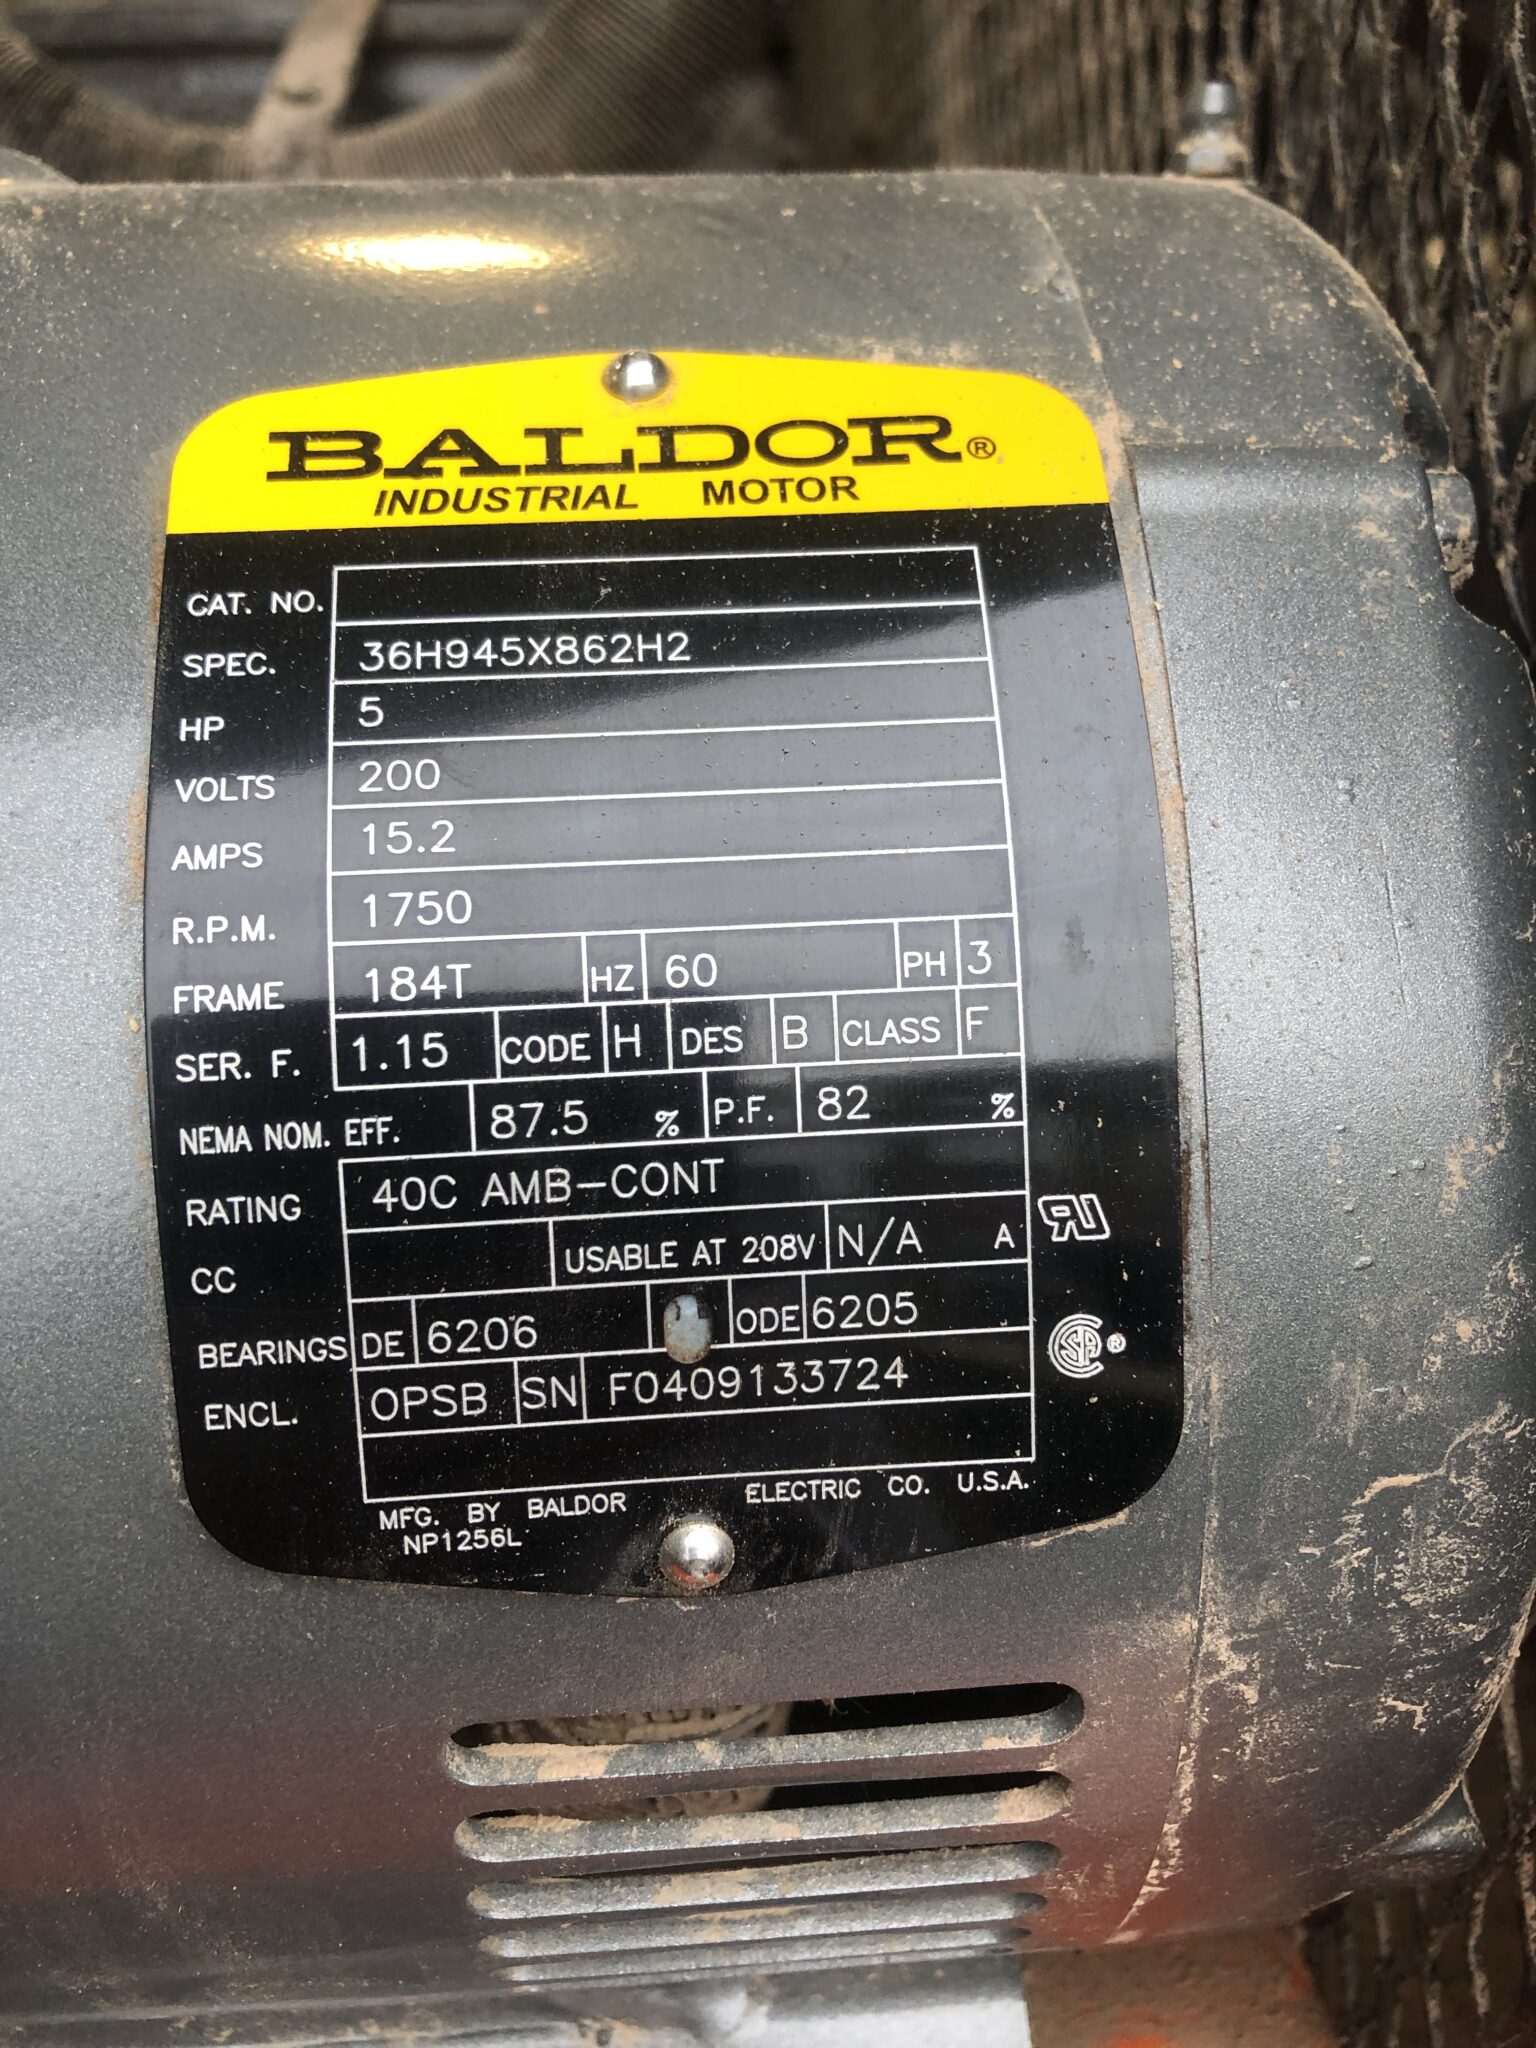 BALDOR®
INDUSTRIAL MOTOR
CAT. NO.
SPEC. 36H945X862H2
HP 5
VOLTS 200
AMPS 15.2
R.P.M. 1750
FRAME 184T HZ 60 PH 3
SER. F. 1.15 CODE H DES B CLASS F
NEMA NOM. EFF. 87.5 % P.F. 82 %
RATING 40C AMB-CONT
CC USABLE AT 208V N/A A
BEARINGS DE 6206 ODE 6205
ENCL. OPSB SN F0409133724
MFG. BY BALDOR ELECTRIC CO. U.S.A.
NP1256L
RU
CSA®